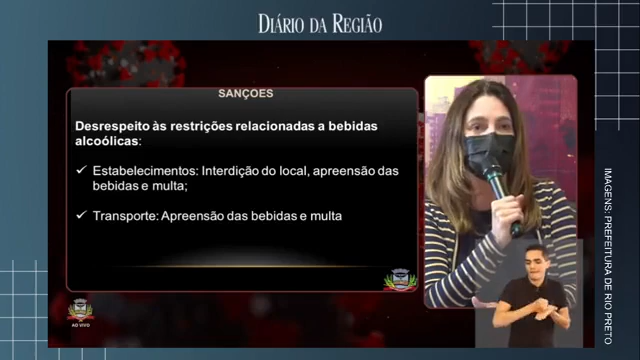 DIÁRIO DA REGIÃO
SANÇOES
Desrespeito às restrições relacionadas a bebidas
alcoólicas:
✓ Estabelecimentos: Interdição do local, apreensão das
bebidas e multa;
✓ Transporte: Apreensão das bebidas e multa
AO VIVO
IMAGENS: PREFEITURA DE RIO PRETO